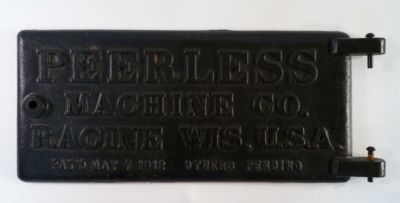 PEERLESS
MACHINE CO.
RACINE WIS. U.S.A.
PAT'D MAY 7 1912 OTHERS PENDING